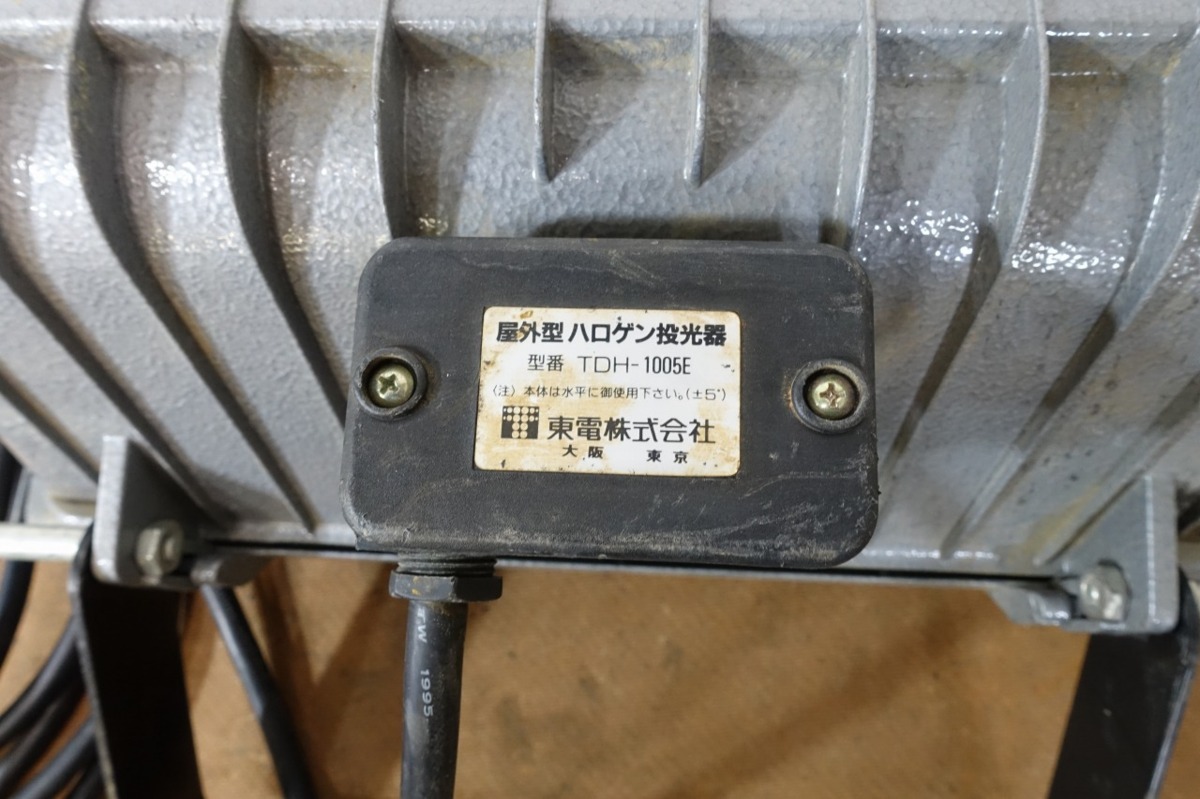 屋外型 ハロゲン投光器
型番 TDH-1005E
〈注〉本体は水平に御使用下さい。(±5°)
東電株式会社
大阪 東京
TW 1995